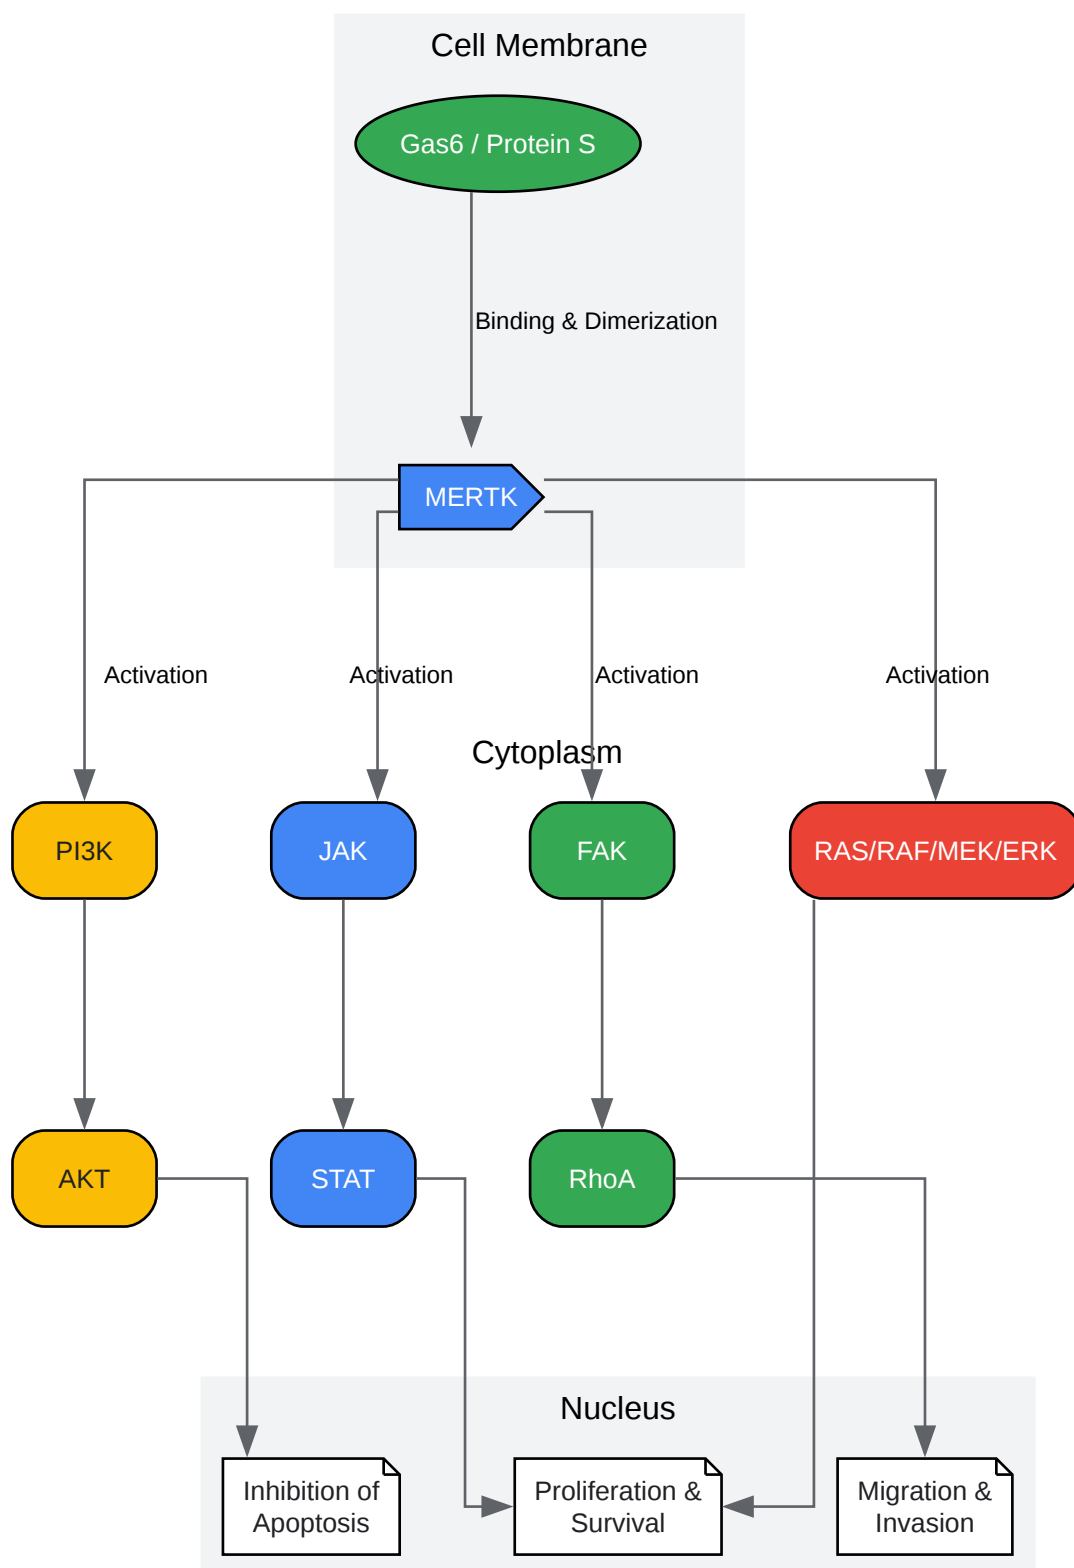 Cell Membrane
Gas6 / Protein S
Binding & Dimerization
MERTK
Activation
Activation
Activation
Activation
Cytoplasm
PI3K
JAK
FAK
RAS/RAF/MEK/ERK
AKT
STAT
RhoA
Nucleus
Inhibition of
Apoptosis
Proliferation &
Survival
Migration &
Invasion